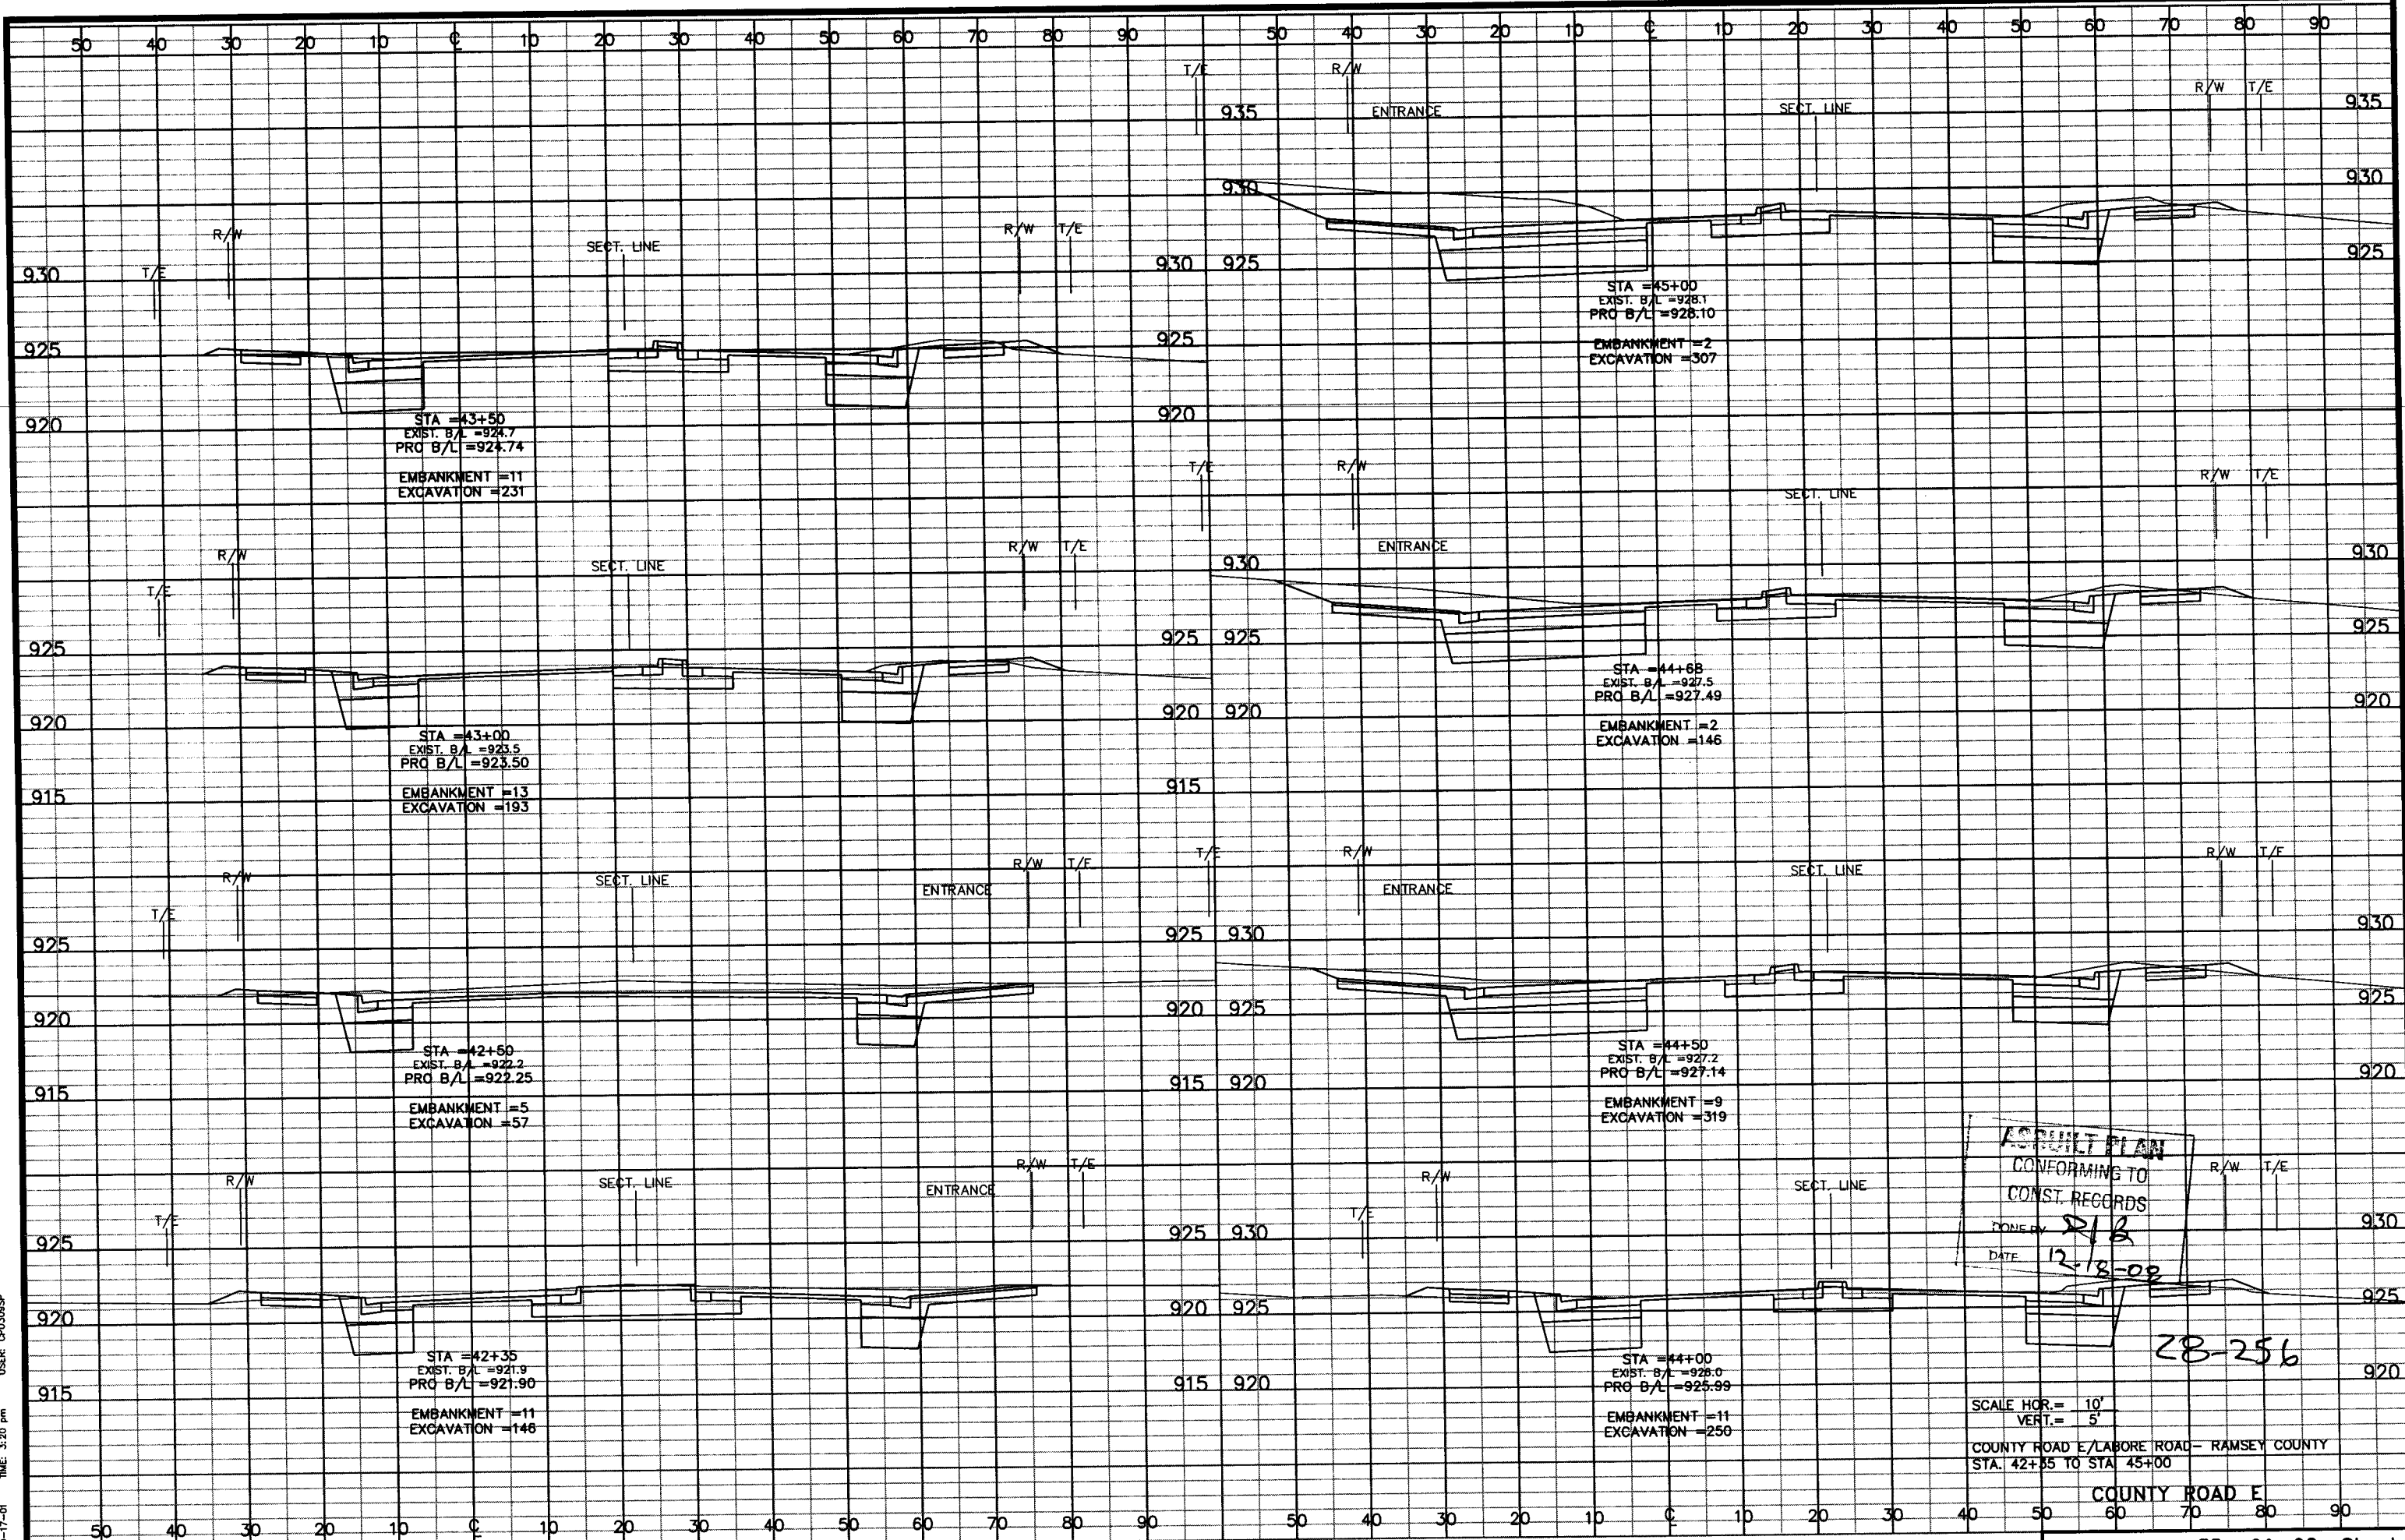 50 40 30 20 10 ℄ 10 20 30 40 50 60 70 80 90 50 40 30 20 10 ℄ 10 20 30 40 50 60 70 80 90
R/W
T/E
SECT. LINE
R/W T/E
930
930
925
925
920
920
STA =43+50
EXIST. B/L =924.7
PRO B/L =924.74
EMBANKMENT =11
EXCAVATION =231
R/W
T/E
SECT. LINE
R/W T/E
925
925
920
920
915
915
STA =43+00
EXIST. B/L =923.5
PRO B/L =923.50
EMBANKMENT =13
EXCAVATION =193
R/W
T/E
SECT. LINE
ENTRANCE
R/W T/E
925
925
920
920
915
915
STA =42+50
EXIST. B/L =922.2
PRO B/L =922.25
EMBANKMENT =5
EXCAVATION =57
R/W
T/E
SECT. LINE
ENTRANCE
R/W T/E
925
925
920
920
915
915
STA =42+35
EXIST. B/L =921.9
PRO B/L =921.90
EMBANKMENT =11
EXCAVATION =146
T/E R/W
935
ENTRANCE
SECT. LINE
R/W T/E
935
930
930
925
925
STA =45+00
EXIST. B/L =928.1
PRO B/L =928.10
EMBANKMENT =2
EXCAVATION =307
T/E R/W
ENTRANCE
SECT. LINE
R/W T/E
930
930
925
925
920
920
STA =44+68
EXIST. B/L =927.5
PRO B/L =927.49
EMBANKMENT =2
EXCAVATION =146
T/E R/W
ENTRANCE
SECT. LINE
R/W T/E
930
930
925
925
920
920
STA =44+50
EXIST. B/L =927.2
PRO B/L =927.14
EMBANKMENT =9
EXCAVATION =319
R/W
T/E
SECT. LINE
R/W T/E
930
930
925
925
920
920
STA =44+00
EXIST. B/L =926.0
PRO B/L =925.99
EMBANKMENT =11
EXCAVATION =250
ASBUILT PLAN
CONFORMING TO
CONST. RECORDS
DONE BY
DATE 12-18-02
28-256
SCALE HOR.= 10'
VERT.= 5'
COUNTY ROAD E/LABORE ROAD- RAMSEY COUNTY
STA. 42+35 TO STA 45+00
COUNTY ROAD E
50 40 30 20 10 ℄ 10 20 30 40 50 60 70 80 90 50 40 30 20 10 ℄ 10 20 30 40 50 60 70 80 90
TIME: 3:20 pm